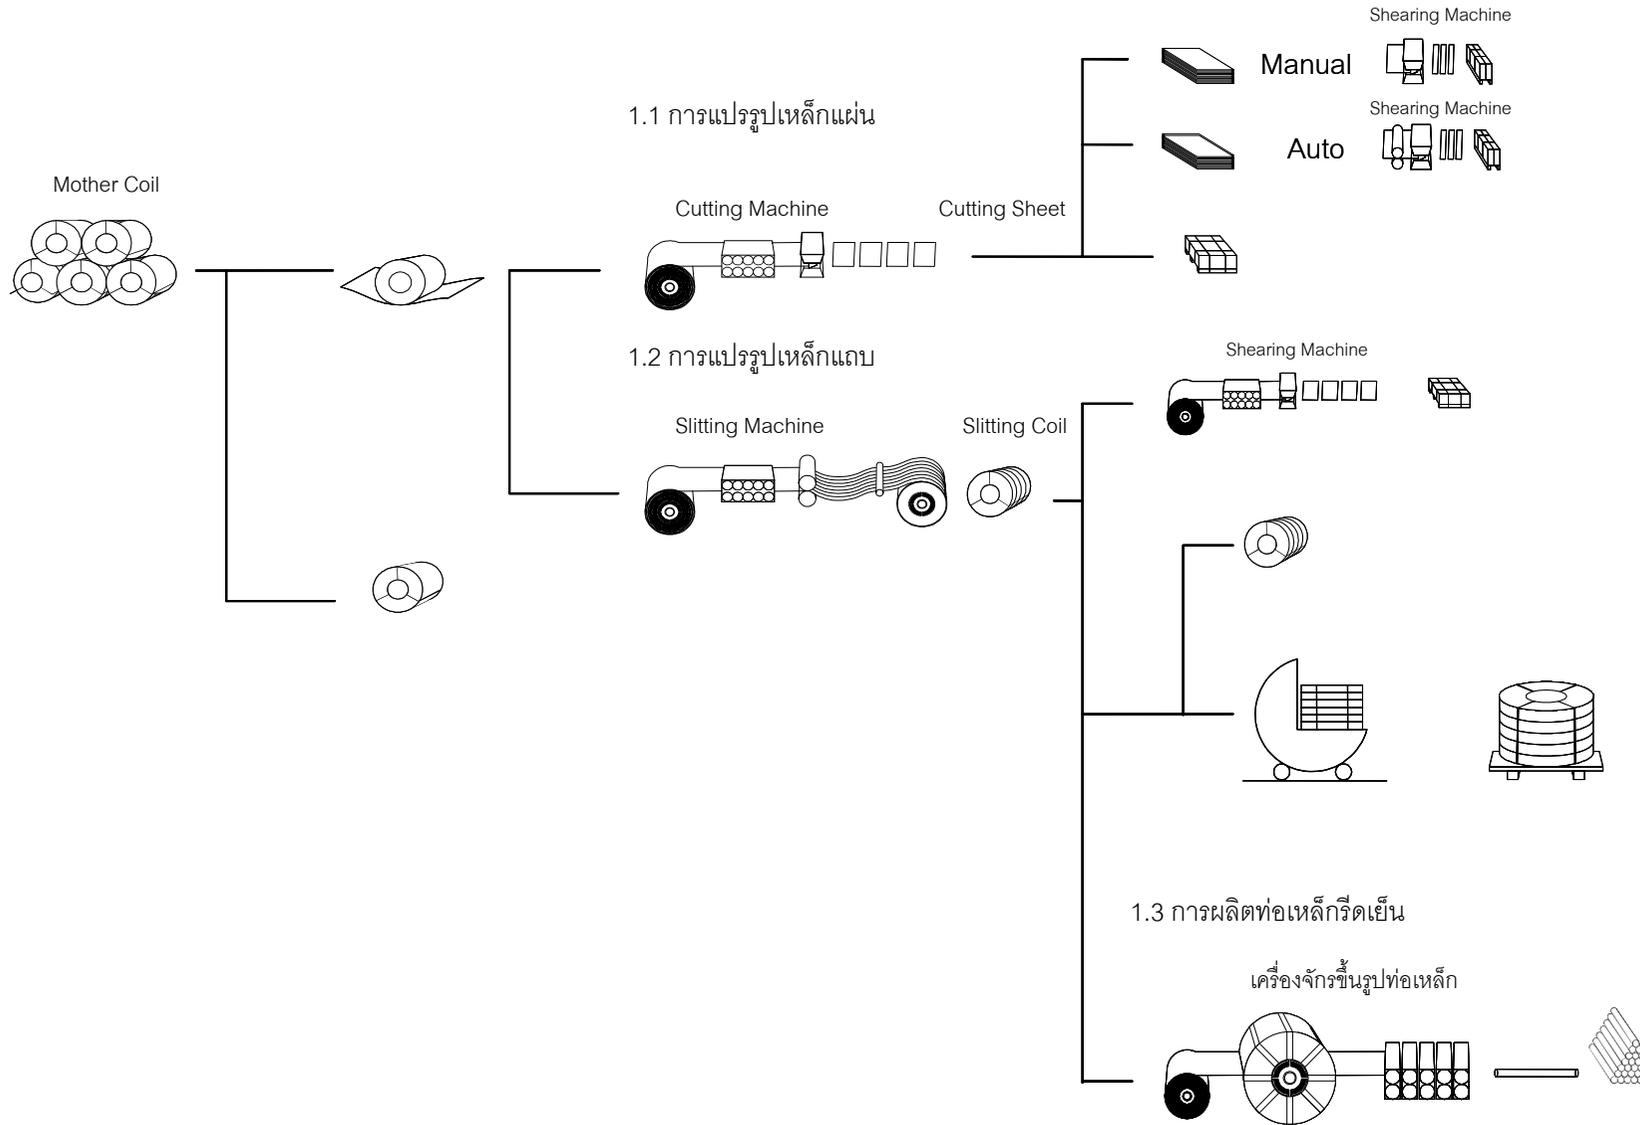 Shearing Machine
Manual
1.1 การแปรรูปเหล็กแผ่น
Shearing Machine
Auto
Mother Coil
Cutting Machine
Cutting Sheet
1.2 การแปรรูปเหล็กแถบ
Shearing Machine
Slitting Machine
Slitting Coil
1.3 การผลิตท่อเหล็กรีดเย็น
เครื่องจักรขึ้นรูปท่อเหล็ก